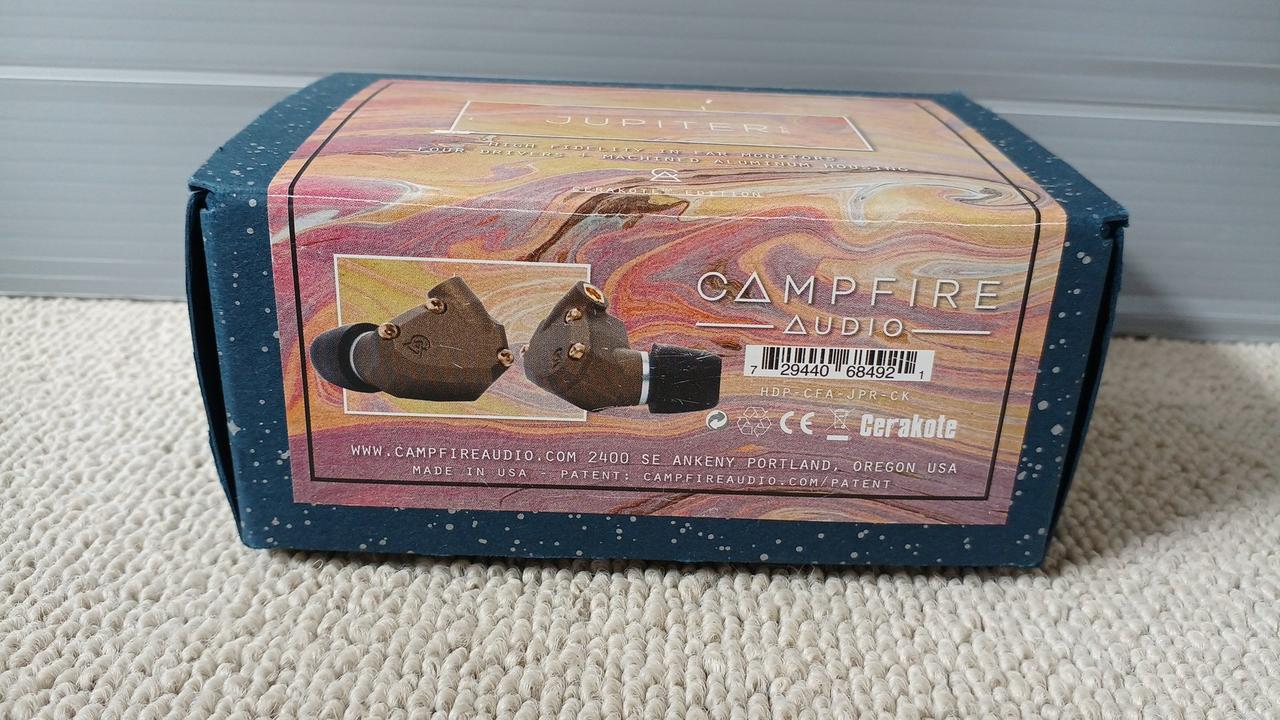 JUPITER
HIGH FIDELITY IN EAR MONITORS
FOUR DRIVERS & MACHINED ALUMINUM HOUSING
CERAKOTE® EDITION
CAMPFIRE
AUDIO
7 29440 68492 1
HDP-CFA-JPR-CK
CE Cerakote
WWW.CAMPFIREAUDIO.COM 2400 SE ANKENY PORTLAND, OREGON USA
MADE IN USA - PATENT: CAMPFIREAUDIO.COM/PATENT